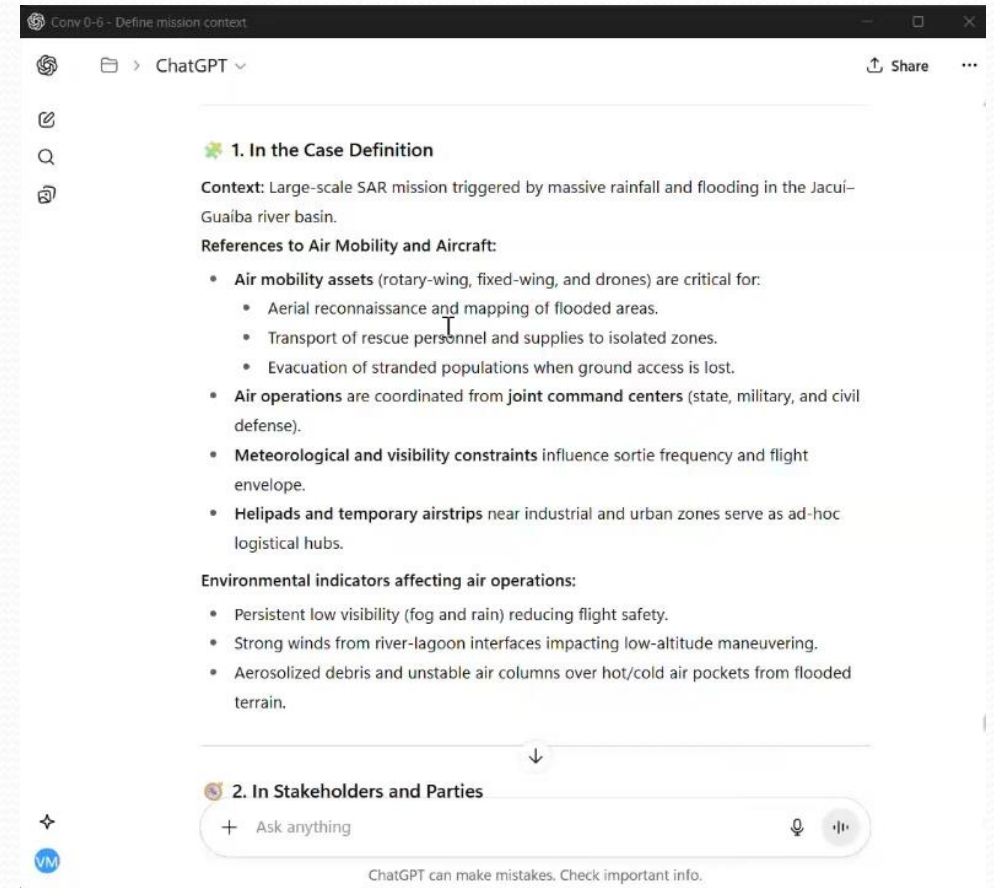 Conv 0-6 - Define mission context
ChatGPT
Share
1. In the Case Definition
Context: Large-scale SAR mission triggered by massive rainfall and flooding in the Jacuí–
Guaíba river basin.
References to Air Mobility and Aircraft:
Air mobility assets (rotary-wing, fixed-wing, and drones) are critical for:
Aerial reconnaissance and mapping of flooded areas.
Transport of rescue personnel and supplies to isolated zones.
Evacuation of stranded populations when ground access is lost.
Air operations are coordinated from joint command centers (state, military, and civil
defense).
Meteorological and visibility constraints influence sortie frequency and flight
envelope.
Helipads and temporary airstrips near industrial and urban zones serve as ad-hoc
logistical hubs.
Environmental indicators affecting air operations:
Persistent low visibility (fog and rain) reducing flight safety.
Strong winds from river-lagoon interfaces impacting low-altitude maneuvering.
Aerosolized debris and unstable air columns over hot/cold air pockets from flooded
terrain.
2. In Stakeholders and Parties
Ask anything
VM
ChatGPT can make mistakes. Check important info.